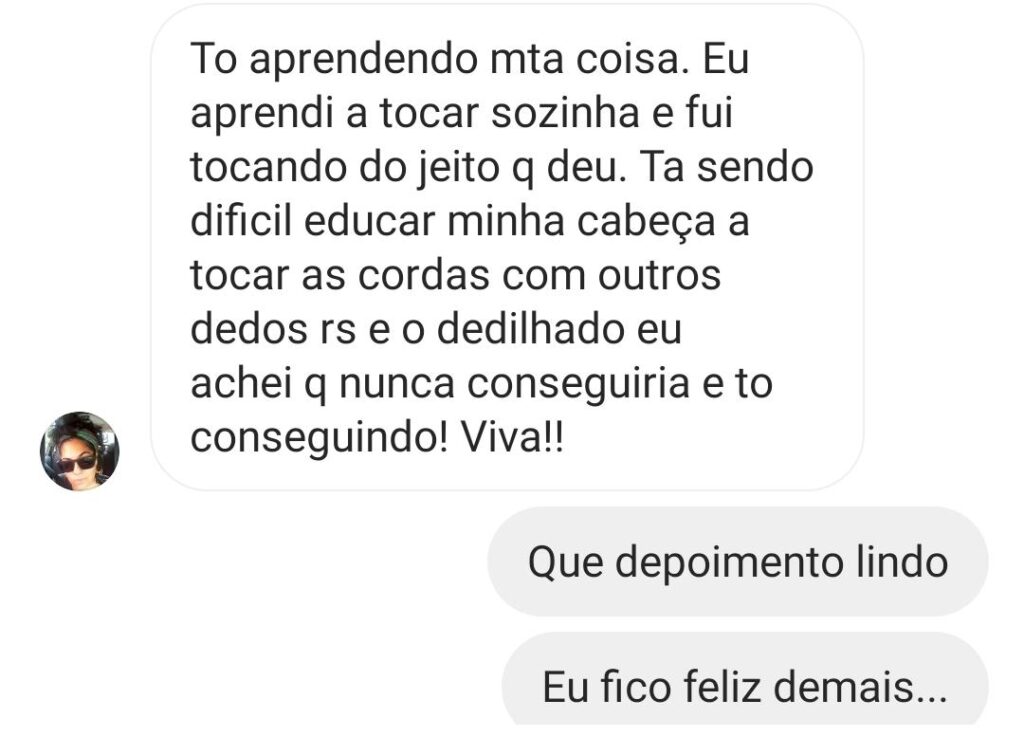 To aprendendo mta coisa. Eu
aprendi a tocar sozinha e fui
tocando do jeito q deu. Ta sendo
dificil educar minha cabeça a
tocar as cordas com outros
dedos rs e o dedilhado eu
achei q nunca conseguiria e to
conseguindo! Viva!!
Que depoimento lindo
Eu fico feliz demais...